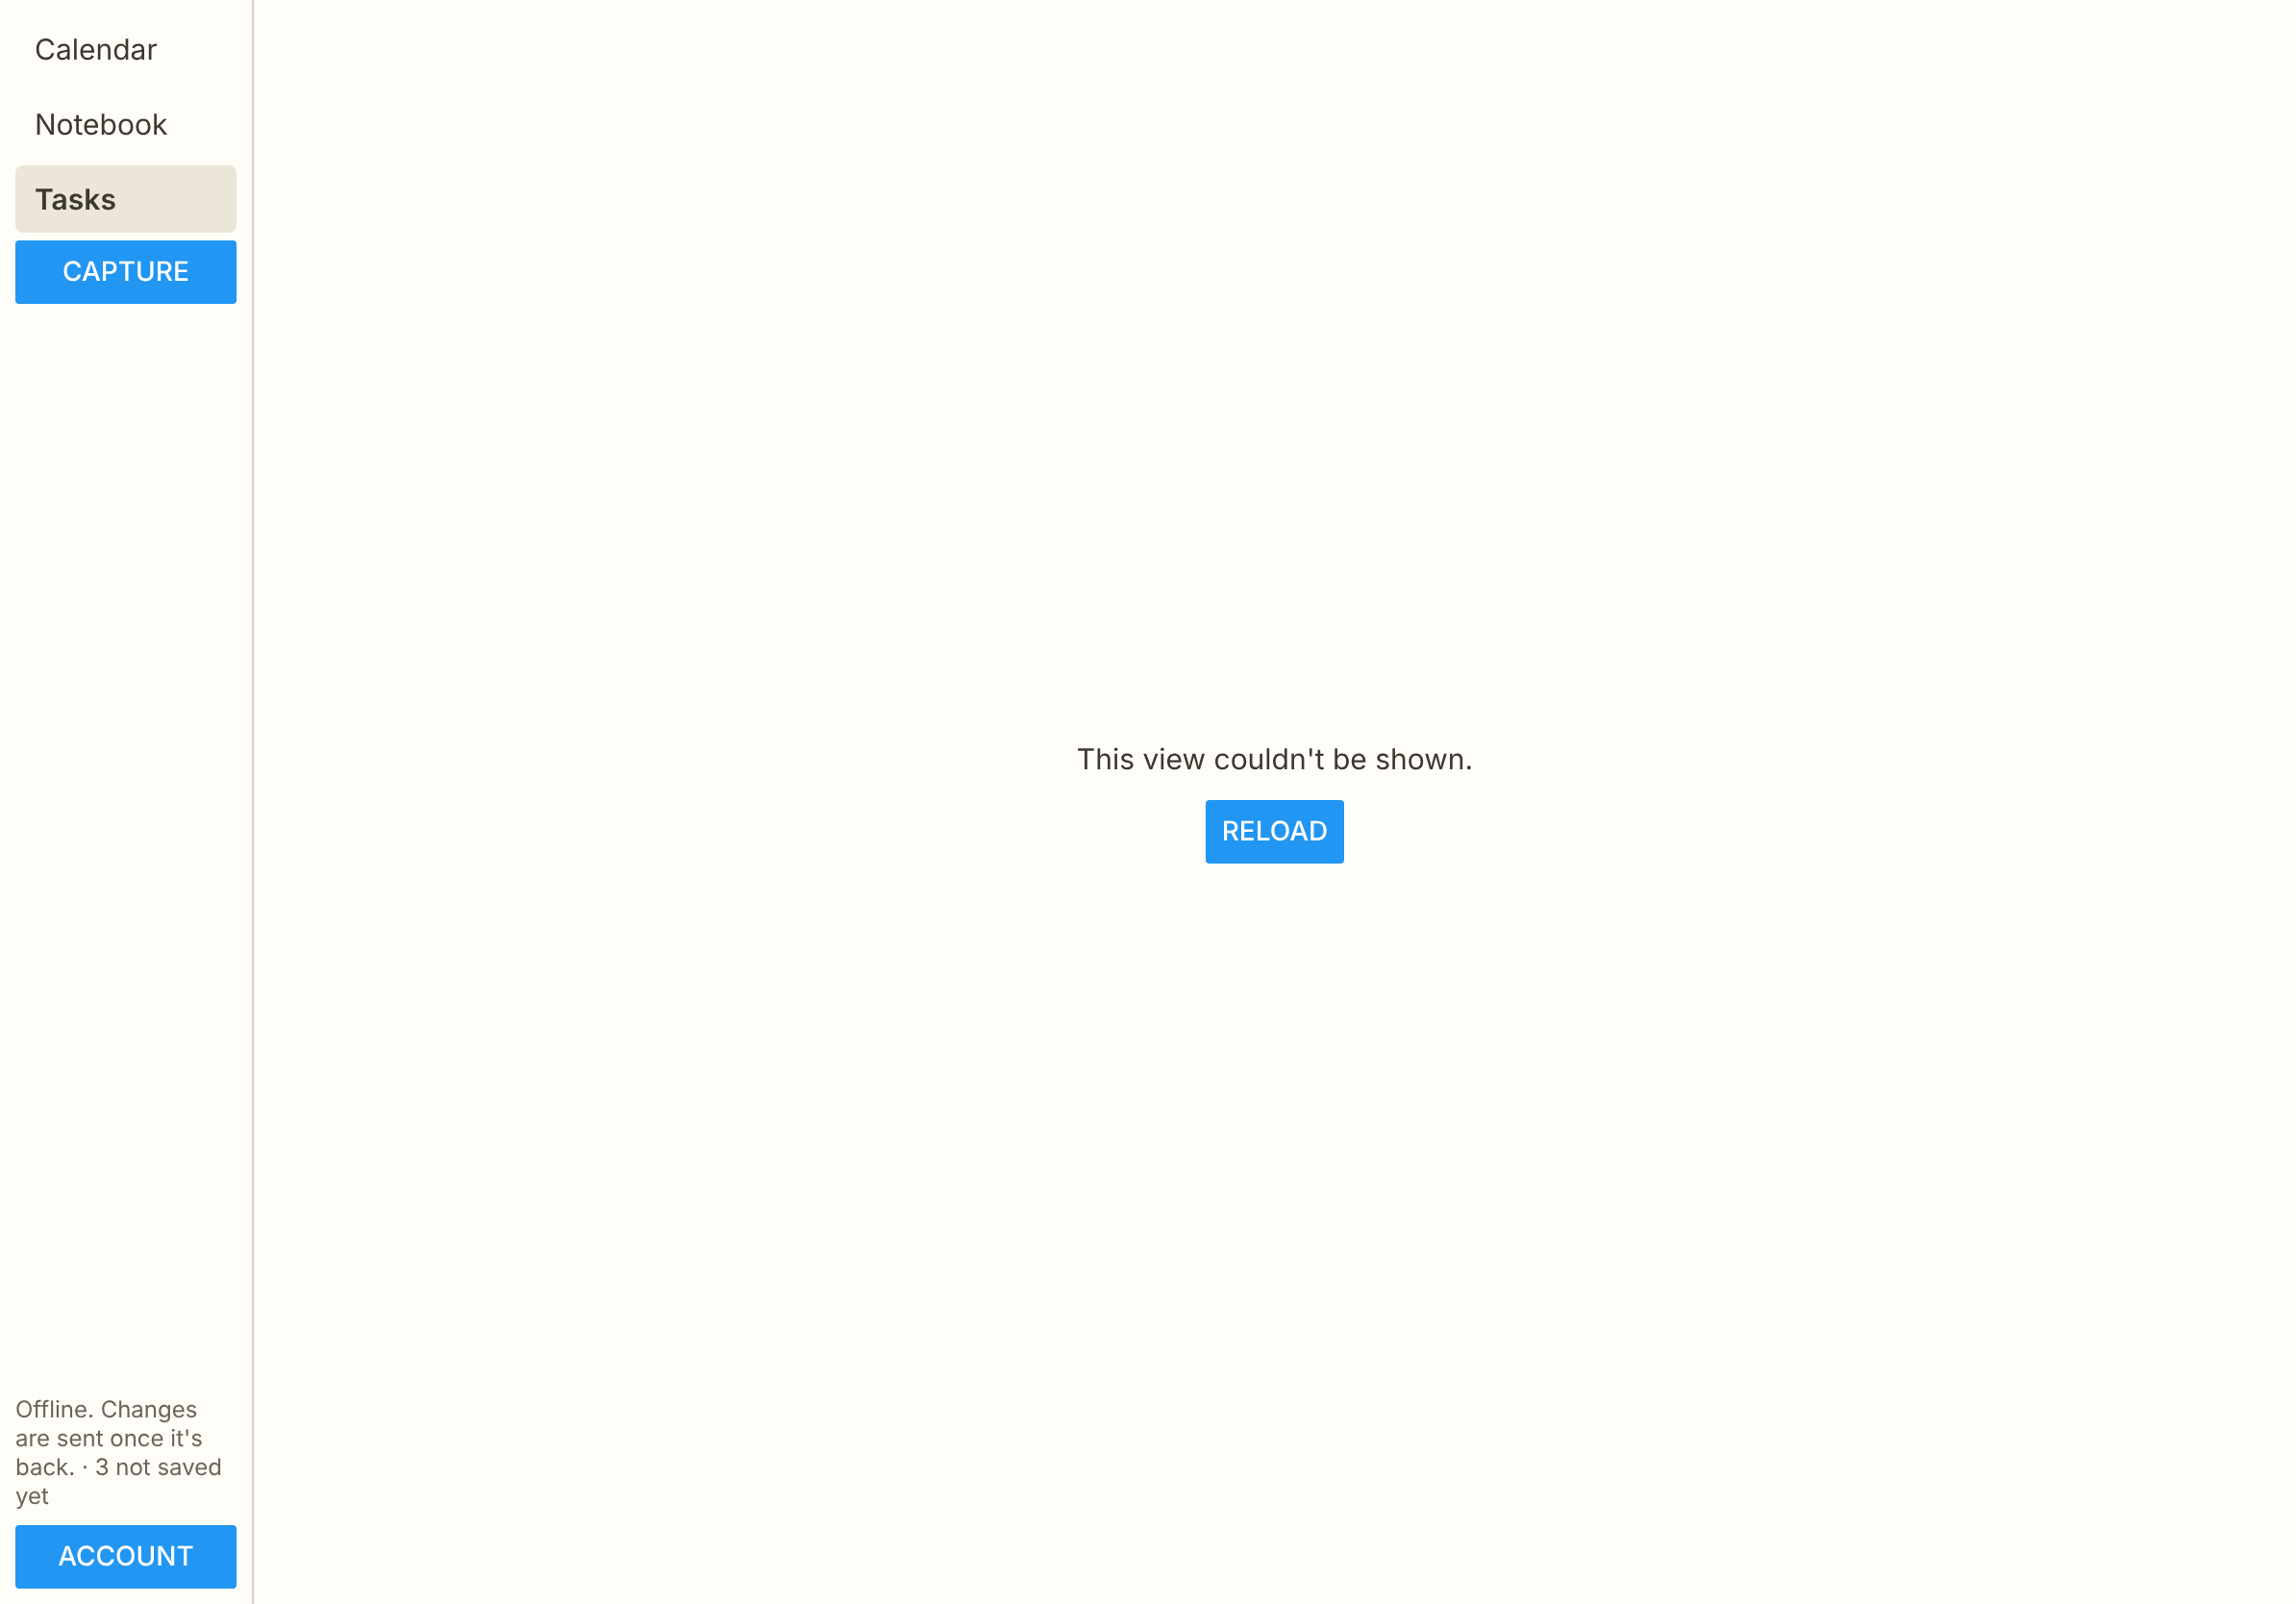 Calendar
Notebook
Tasks
CAPTURE
This view couldn't be shown.
RELOAD
Offline. Changes
are sent once it's
back. · 3 not saved
yet
ACCOUNT